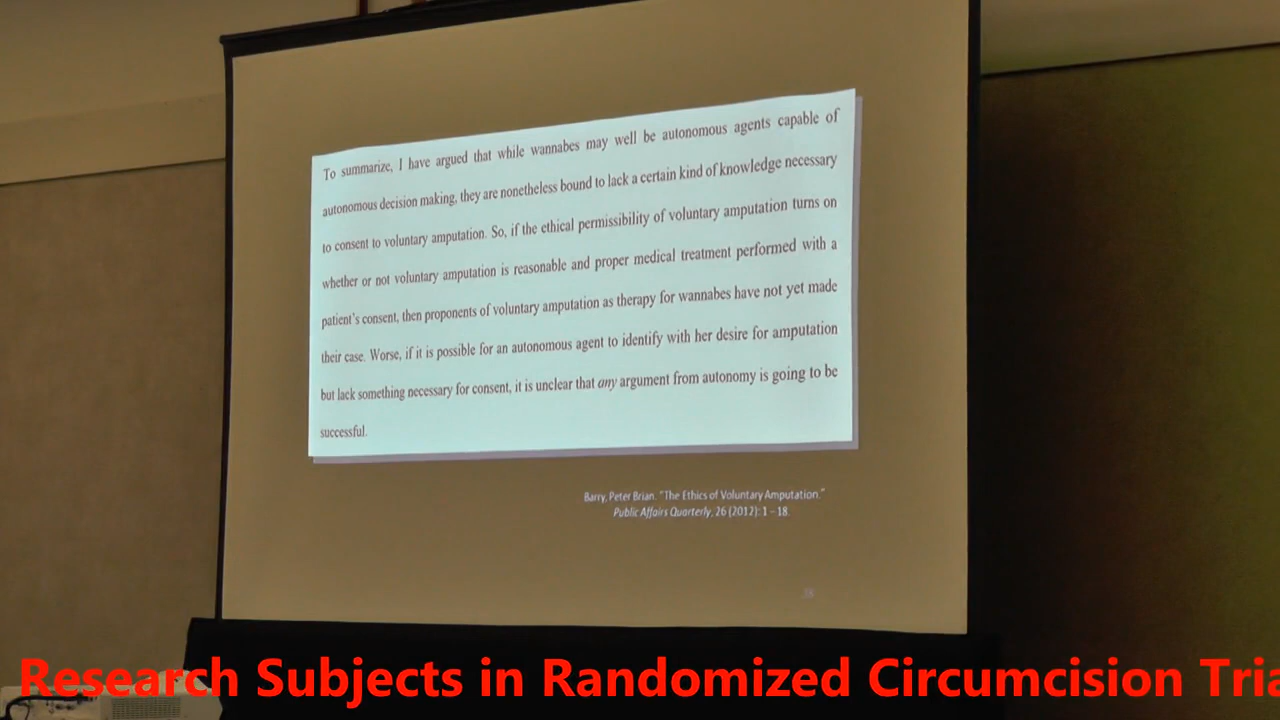 To summarize, I have argued that while wannabes may well be autonomous agents capable of
autonomous decision making, they are nonetheless bound to lack a certain kind of knowledge necessary
to consent to voluntary amputation. So, if the ethical permissibility of voluntary amputation turns on
whether or not voluntary amputation is reasonable and proper medical treatment performed with a
patient's consent, then proponents of voluntary amputation as therapy for wannabes have not yet made
their case. Worse, if it is possible for an autonomous agent to identify with her desire for amputation
but lack something necessary for consent, it is unclear that any argument from autonomy is going to be
successful.
Barry, Peter Brian. "The Ethics of Voluntary Amputation."
Public Affairs Quarterly, 26 (2012): 1 – 18.
Research Subjects in Randomized Circumcision Tria